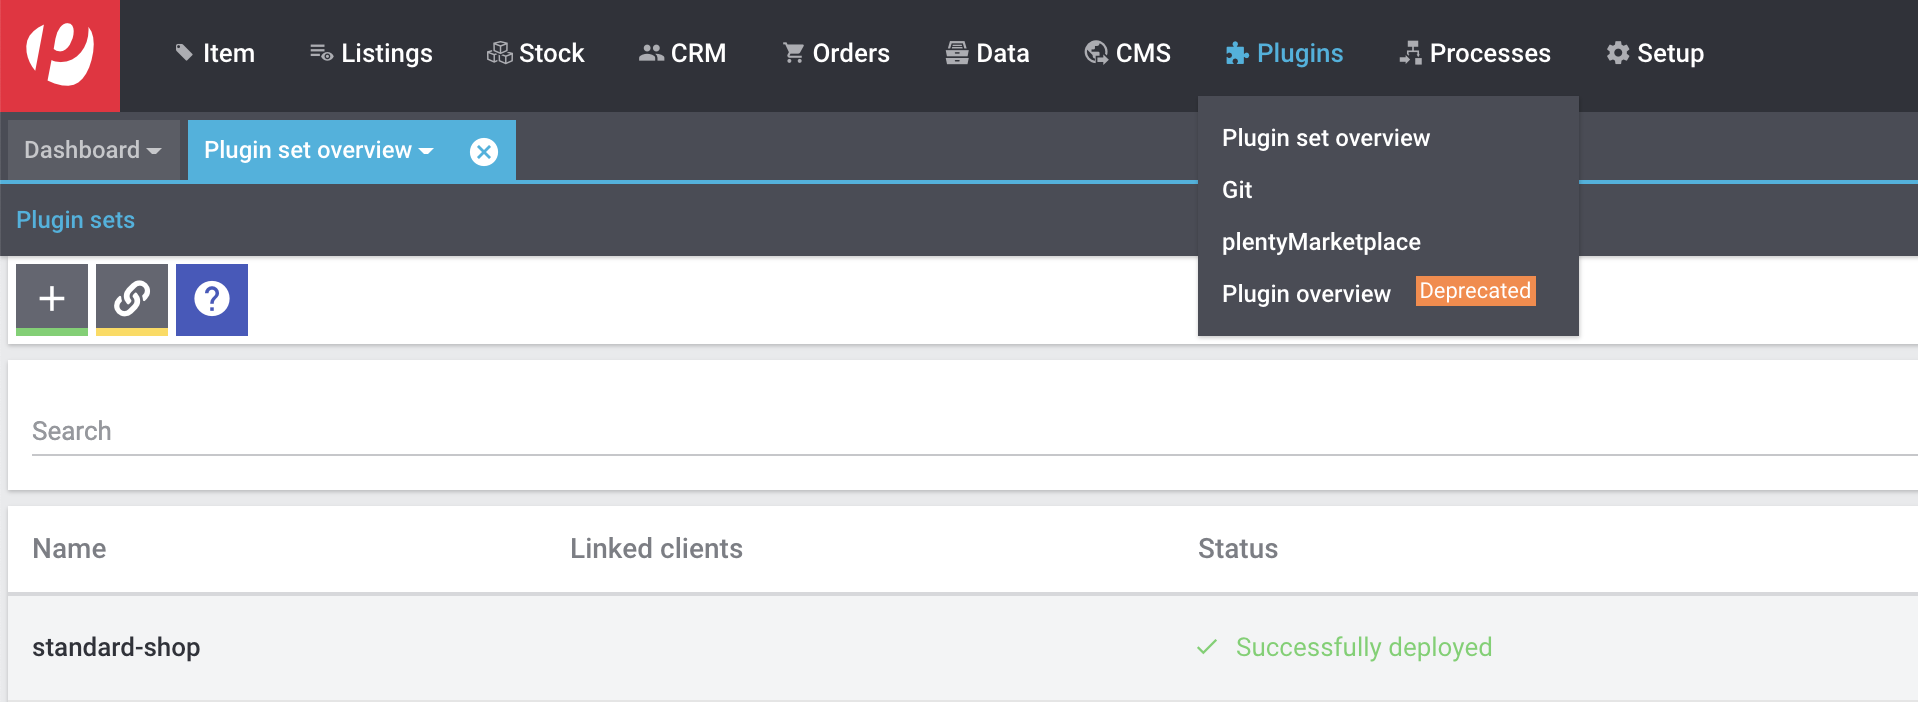 Item Listings Stock CRM Orders Data CMS Plugins Processes Setup
Dashboard Plugin set overview
Plugin set overview
Git
plentyMarketplace
Plugin overview Deprecated
Plugin sets
Search
Name Linked clients Status
standard-shop Successfully deployed